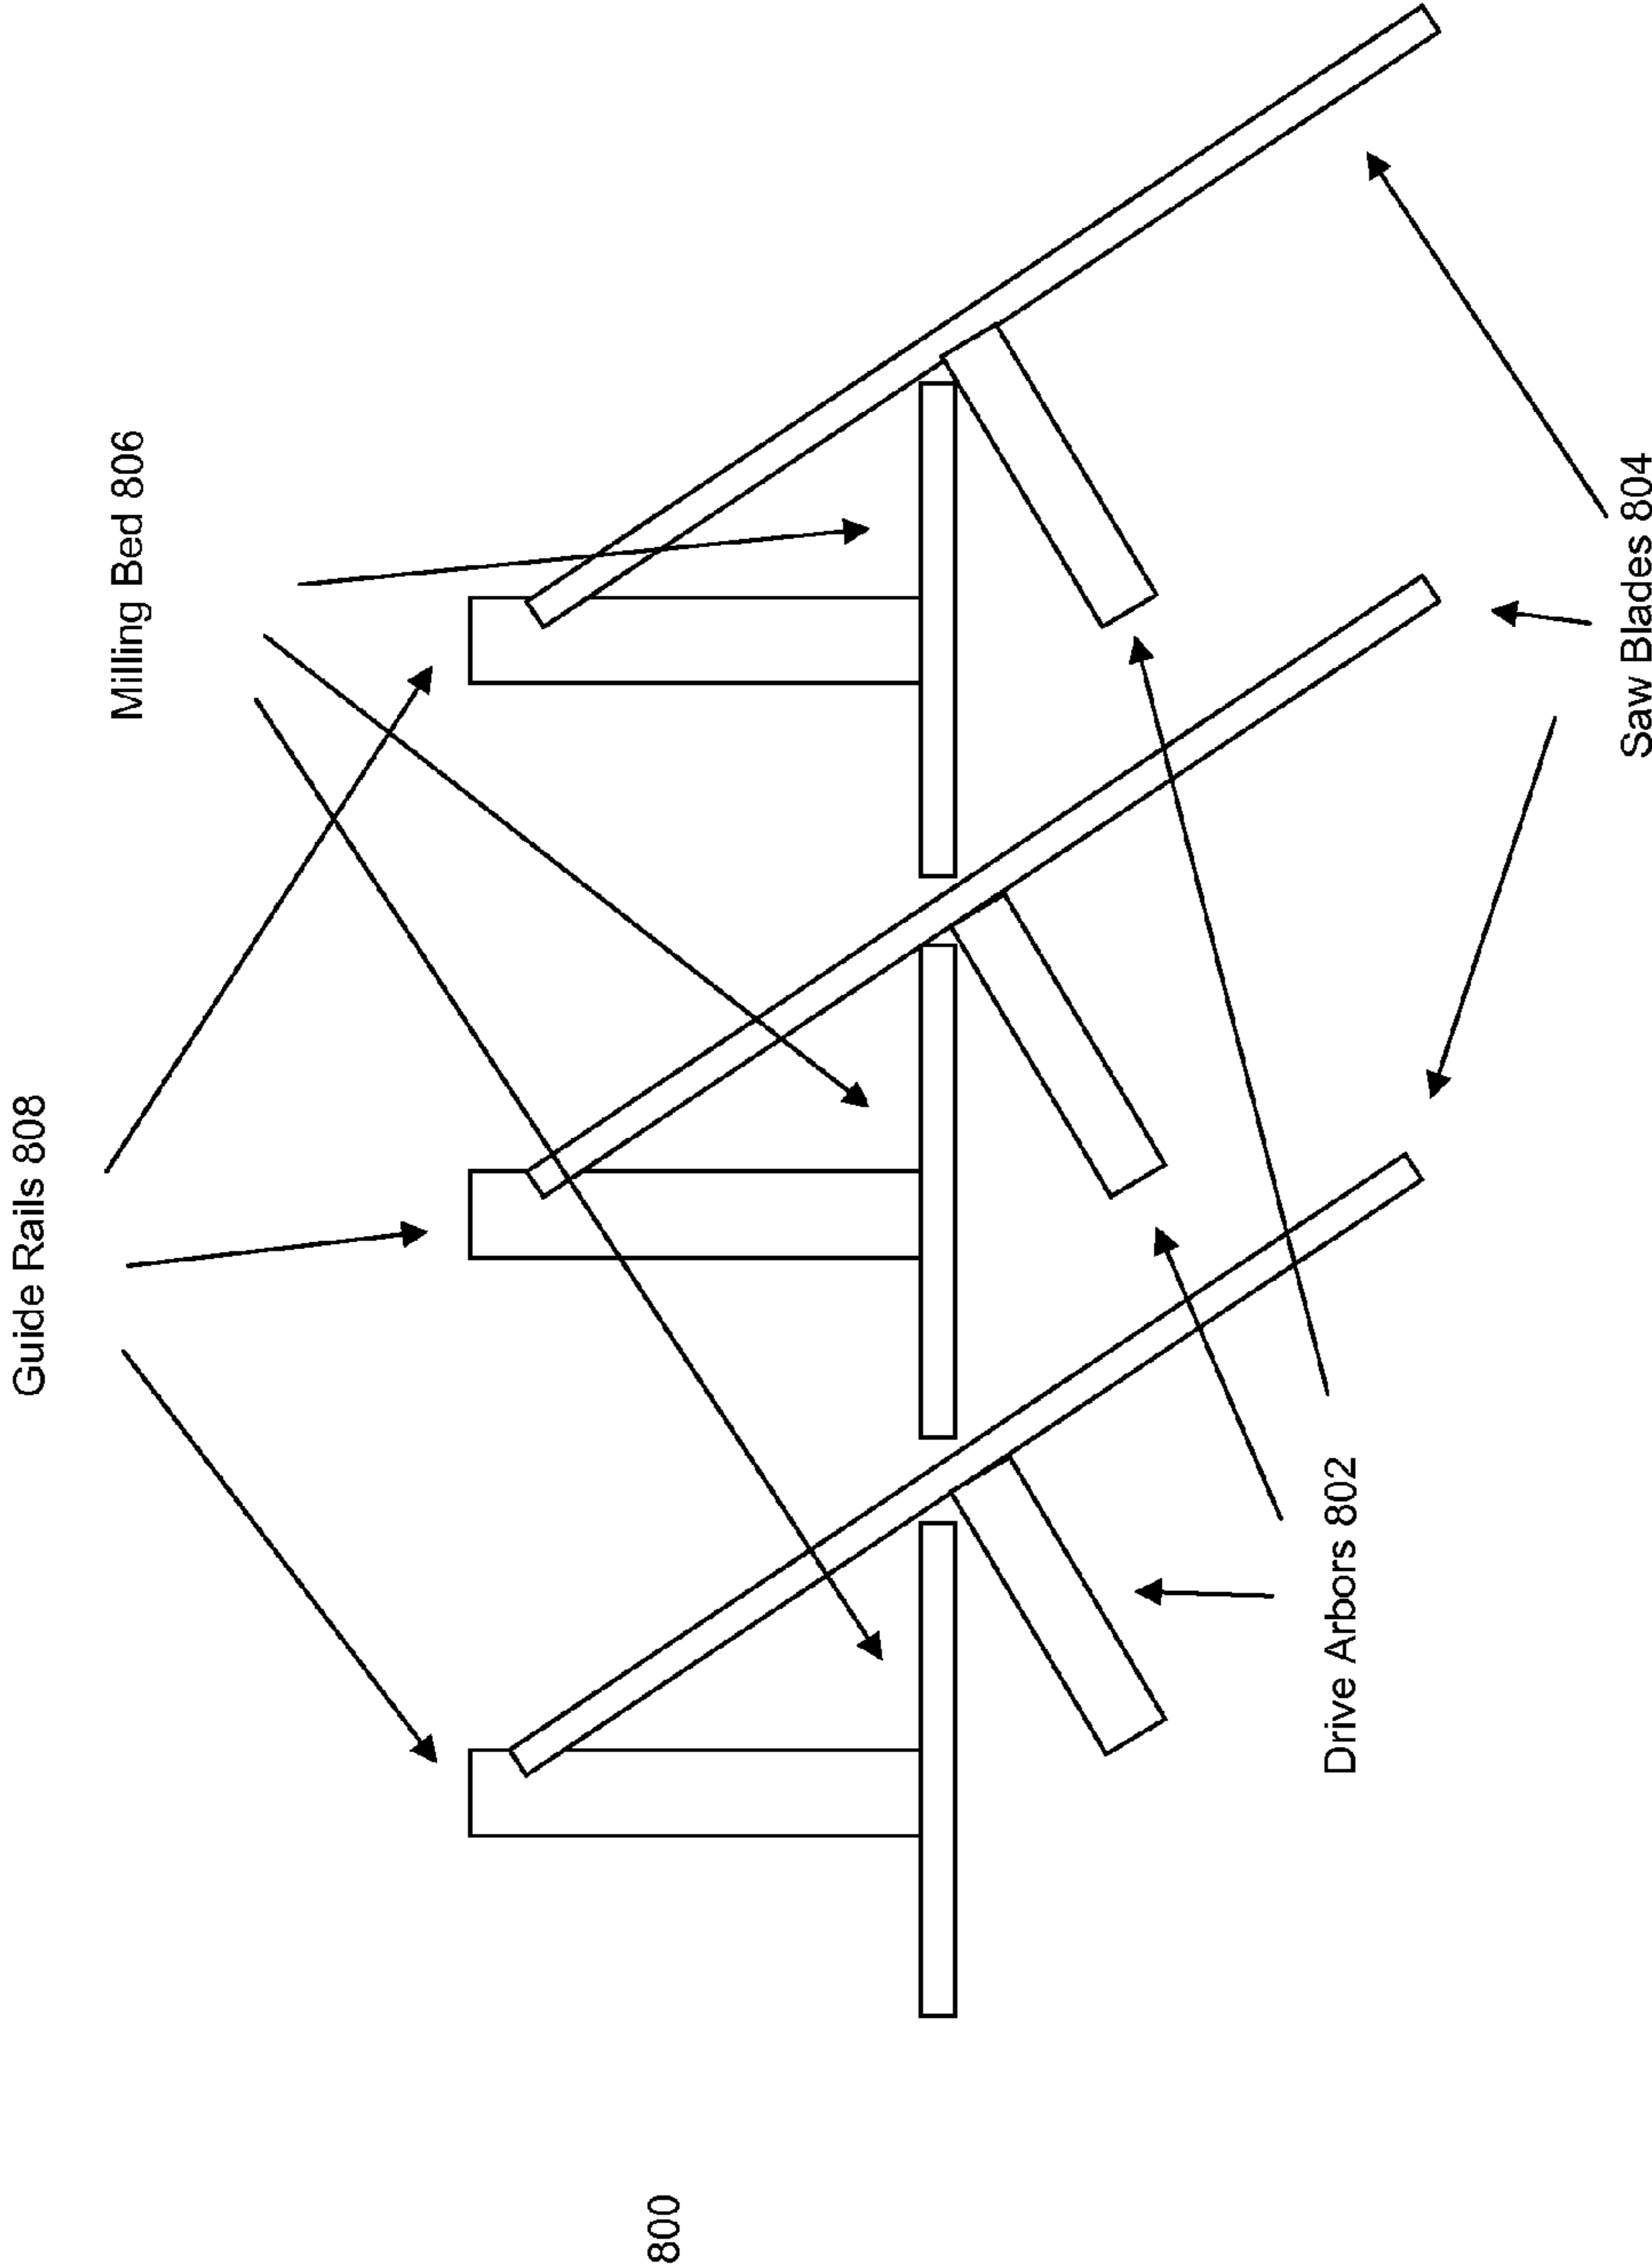 Guide Rails 808
Milling Bed 806
800
Drive Arbors 802
Saw Blades 804